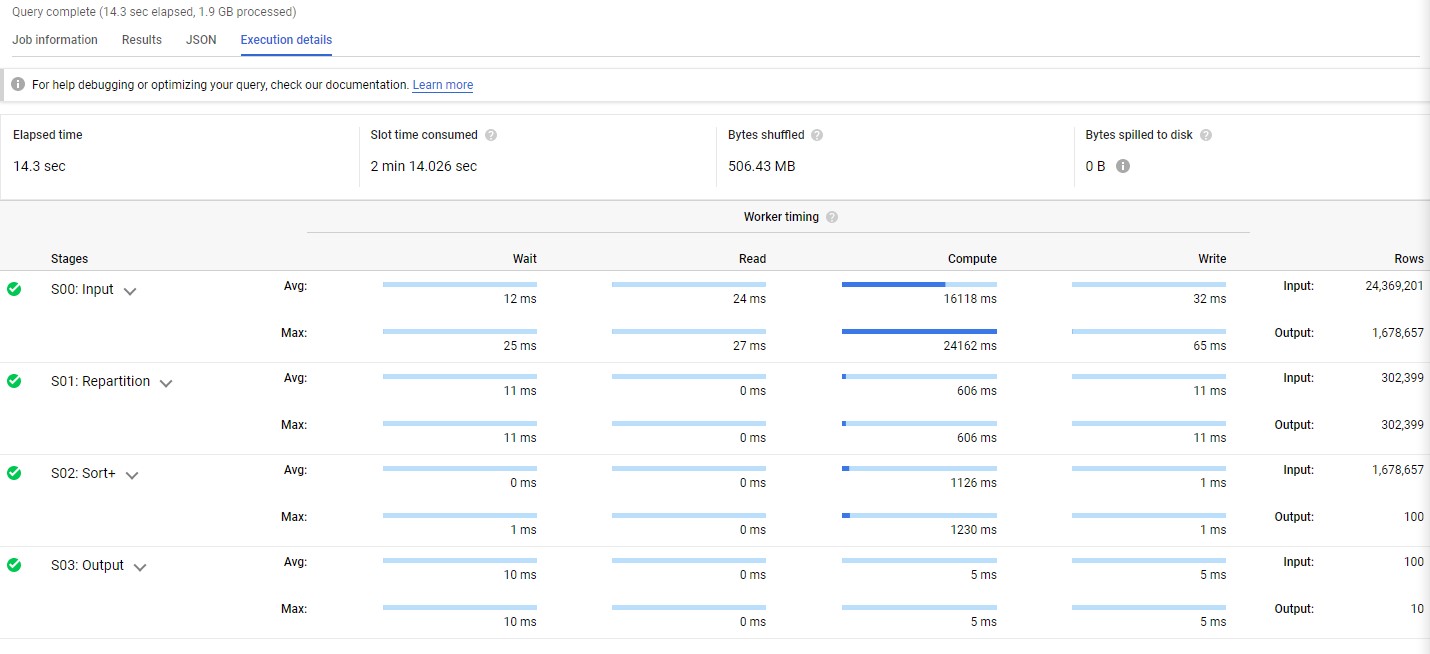 Query complete (14.3 sec elapsed, 1.9 GB processed)
Job information Results JSON Execution details
For help debugging or optimizing your query, check our documentation. Learn more
Elapsed time Slot time consumed Bytes shuffled Bytes spilled to disk
14.3 sec 2 min 14.026 sec 506.43 MB 0 B
Worker timing
Stages Wait Read Compute Write Rows
S00: Input Avg: 12 ms 24 ms 16118 ms 32 ms Input: 24,369,201
Max: 25 ms 27 ms 24162 ms 65 ms Output: 1,678,657
S01: Repartition Avg: 11 ms 0 ms 606 ms 11 ms Input: 302,399
Max: 11 ms 0 ms 606 ms 11 ms Output: 302,399
S02: Sort+ Avg: 0 ms 0 ms 1126 ms 1 ms Input: 1,678,657
Max: 1 ms 0 ms 1230 ms 1 ms Output: 100
S03: Output Avg: 10 ms 0 ms 5 ms 5 ms Input: 100
Max: 10 ms 0 ms 5 ms 5 ms Output: 10